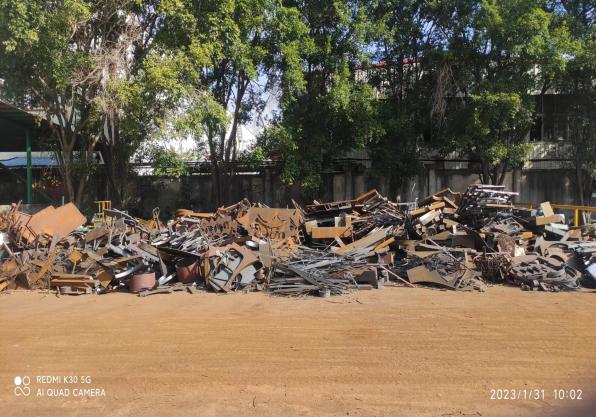 REDMI K30 5G
AI QUAD CAMERA
2023/1/31 10:02